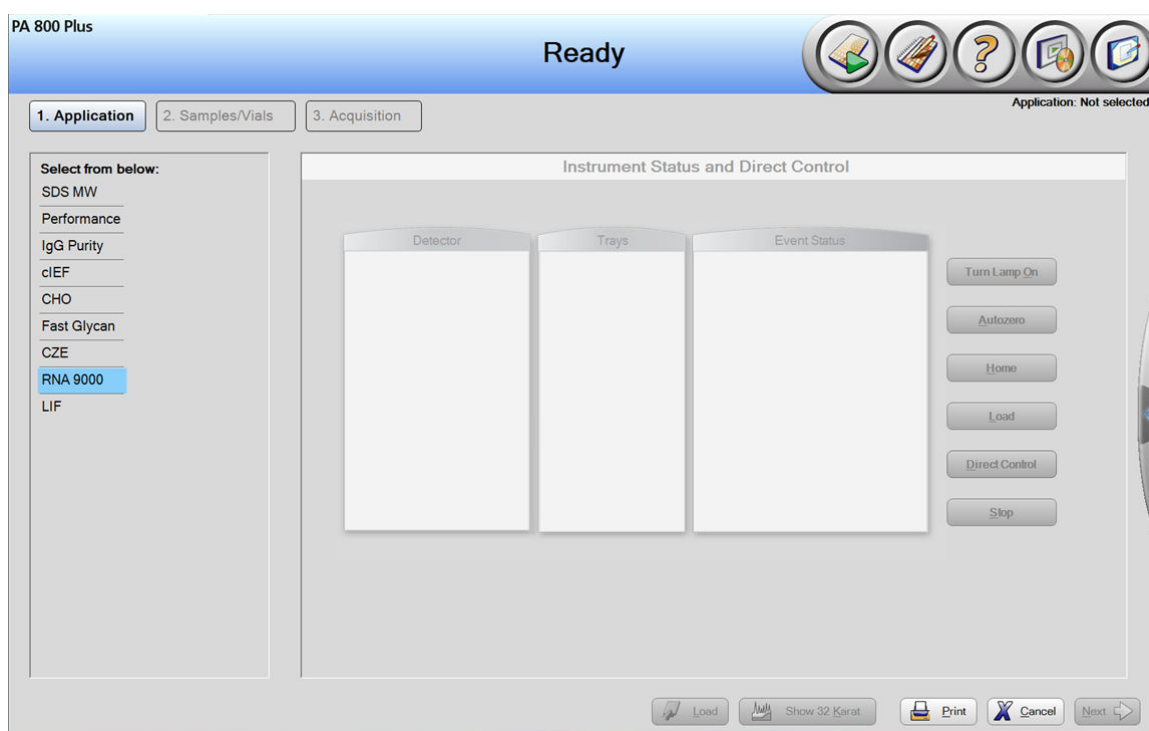 PA 800 Plus
Ready
Application: Not selected
1. Application
2. Samples/Vials
3. Acquisition
Select from below:
SDS MW
Performance
IgG Purity
cIEF
CHO
Fast Glycan
CZE
RNA 9000
LIF
Instrument Status and Direct Control
Detector
Trays
Event Status
Turn Lamp On
Autozero
Home
Load
Direct Control
Stop
Load
Show 32 Karat
Print
Cancel
Next